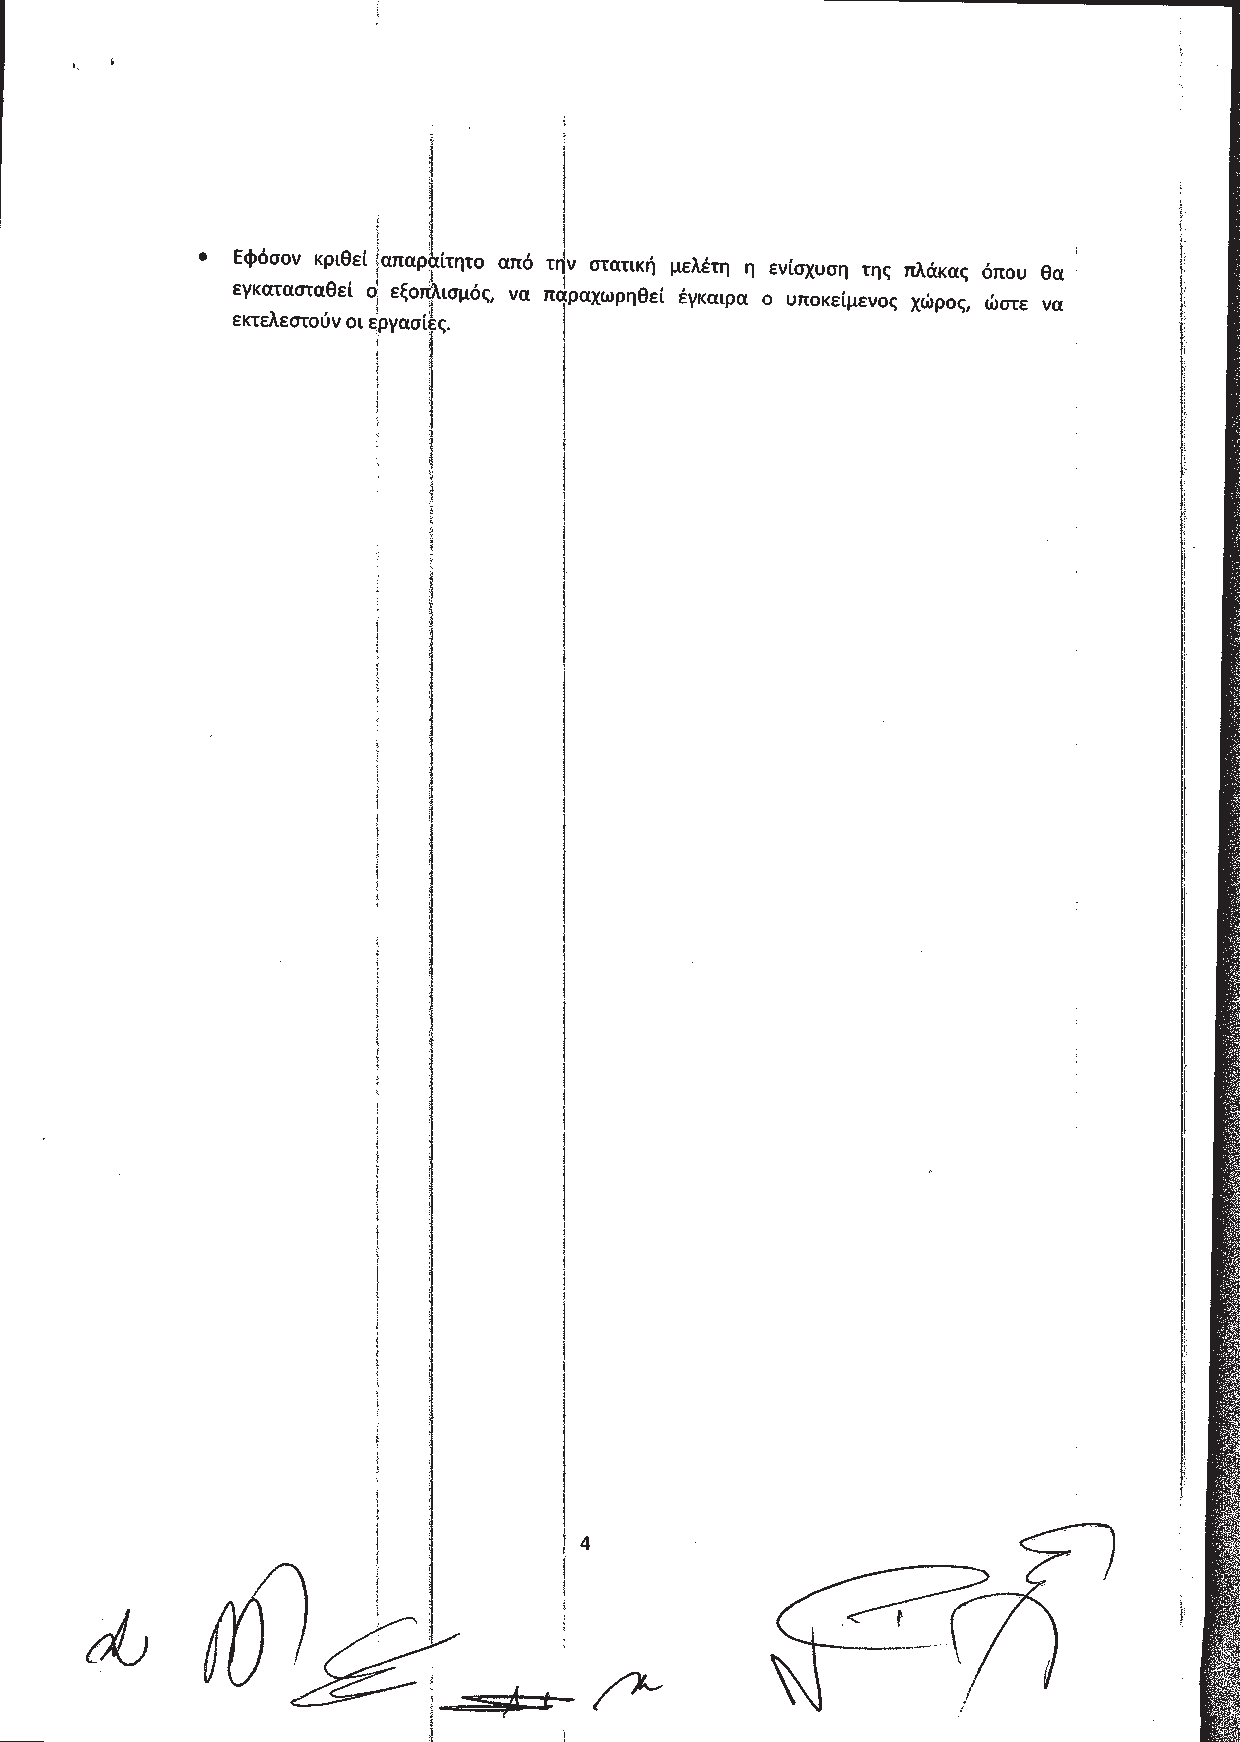 • Εφόσον κριθεί απαραίτητο από την στατική μελέτη η ενίσχυση της πλάκας όπου θα
εγκατασταθεί ο εξοπλισμός, να παραχωρηθεί έγκαιρα ο υποκείμενος χώρος, ώστε να
εκτελεστούν οι εργασίες.
4